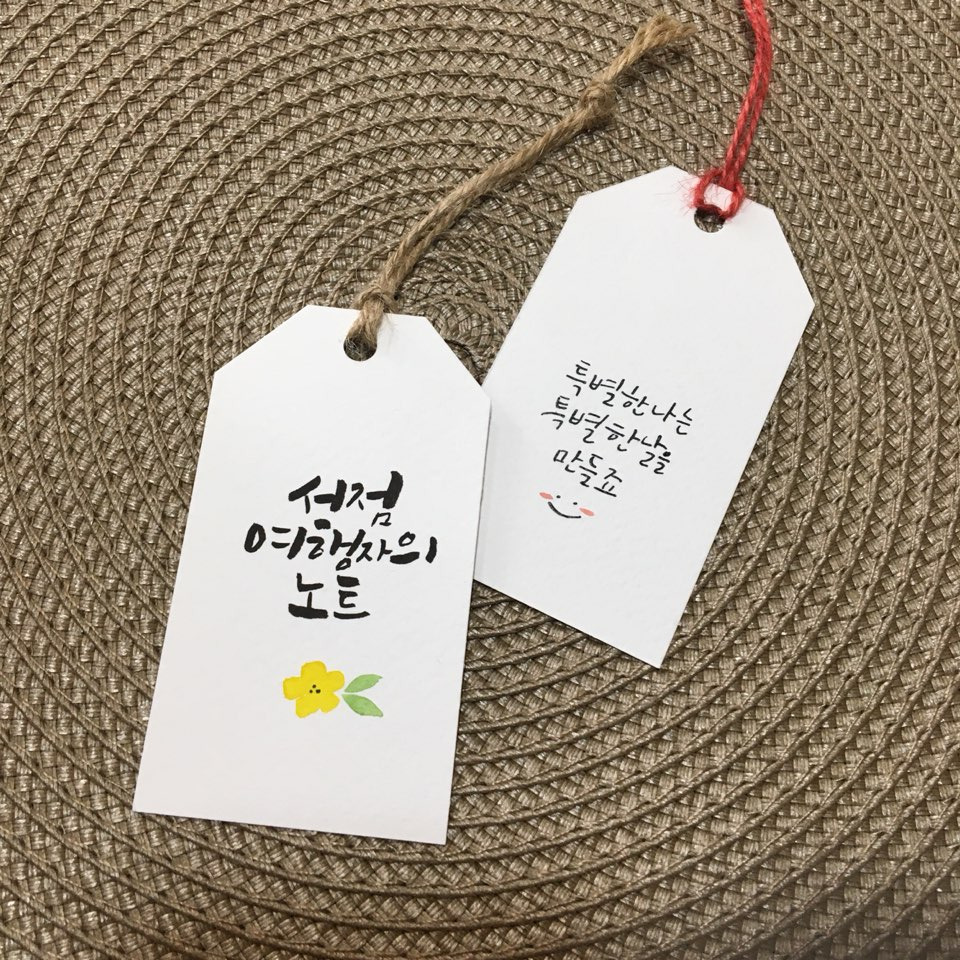 서점
여행자의
노트
특별한 나는
특별한 날을
만들죠